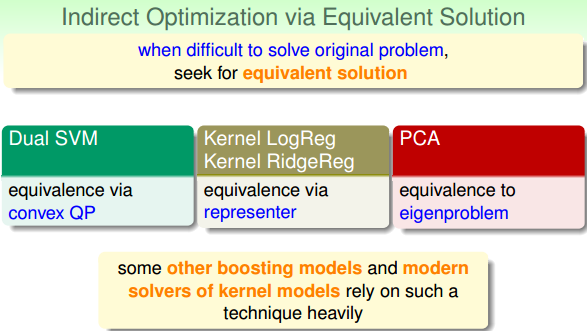 Indirect Optimization via Equivalent Solution
when difficult to solve original problem,
seek for equivalent solution
Dual SVM
equivalence via
convex QP
Kernel LogReg
Kernel RidgeReg
equivalence via
representer
PCA
equivalence to
eigenproblem
some other boosting models and modern
solvers of kernel models rely on such a
technique heavily